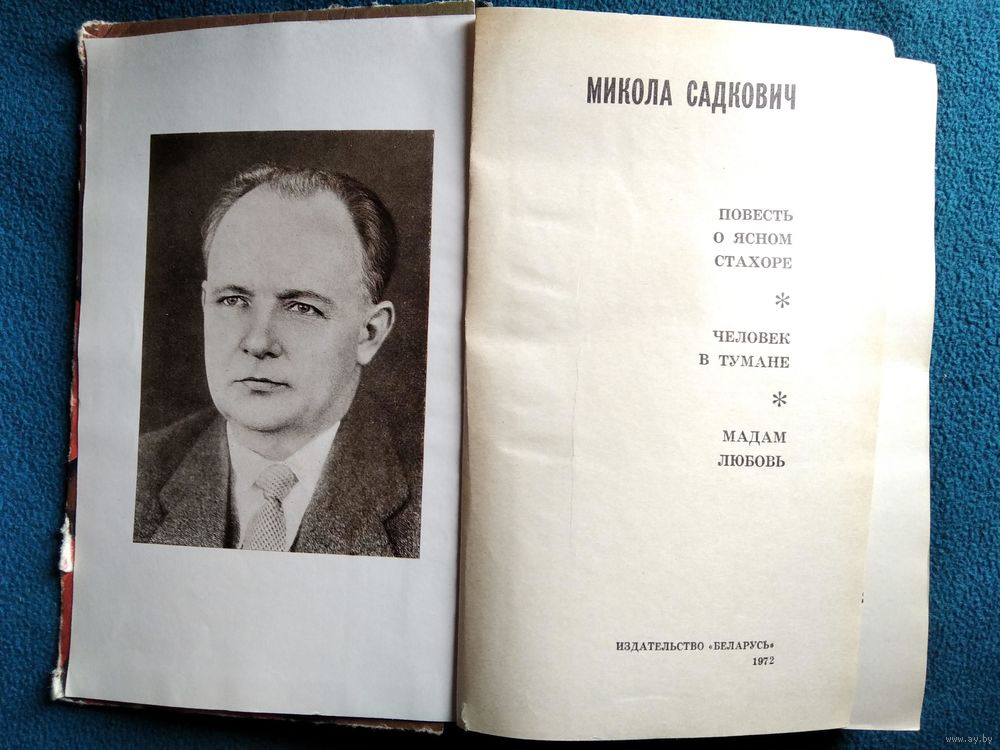 МИКОЛА САДКОВИЧ
ПОВЕСТЬ
О ЯСНОМ
СТАХОРЕ
*
ЧЕЛОВЕК
В ТУМАНЕ
*
МАДАМ
ЛЮБОВЬ
ИЗДАТЕЛЬСТВО «БЕЛАРУСЬ»
1972
www.ay.by